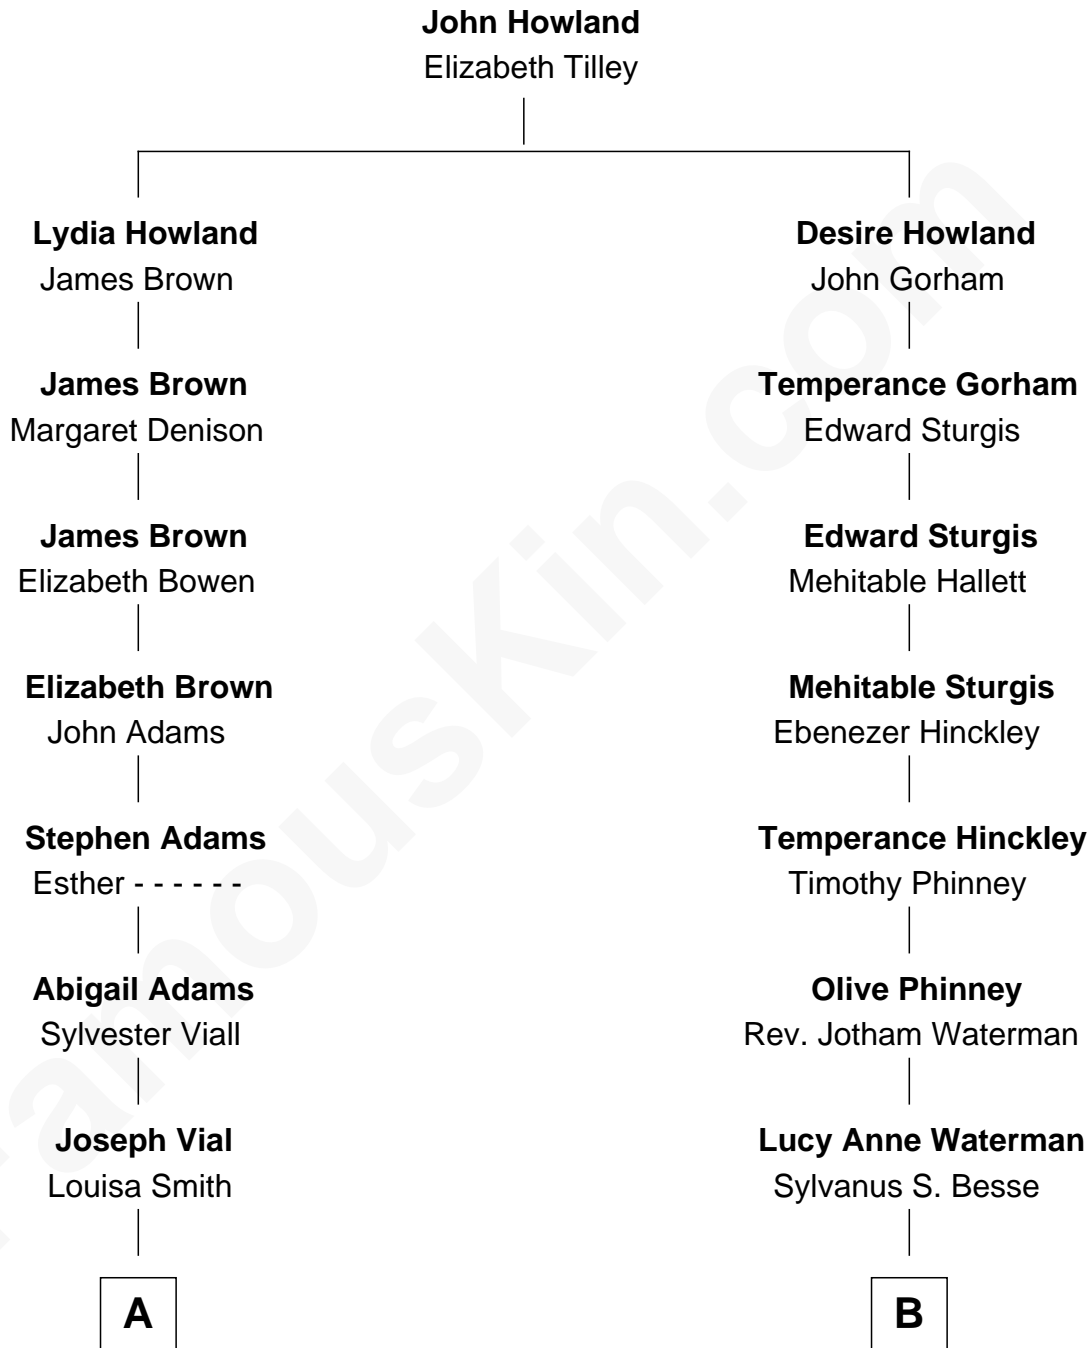 John Howland
Elizabeth Tilley
Lydia Howland
James Brown
Desire Howland
John Gorham
James Brown
Margaret Denison
Temperance Gorham
Edward Sturgis
James Brown
Elizabeth Bowen
Edward Sturgis
Mehitable Hallett
Elizabeth Brown
John Adams
Mehitable Sturgis
Ebenezer Hinckley
Stephen Adams
Esther - - - - - -
Temperance Hinckley
Timothy Phinney
Abigail Adams
Sylvester Viall
Olive Phinney
Rev. Jotham Waterman
Joseph Vial
Louisa Smith
Lucy Anne Waterman
Sylvanus S. Besse
A
B
FamousKin.com